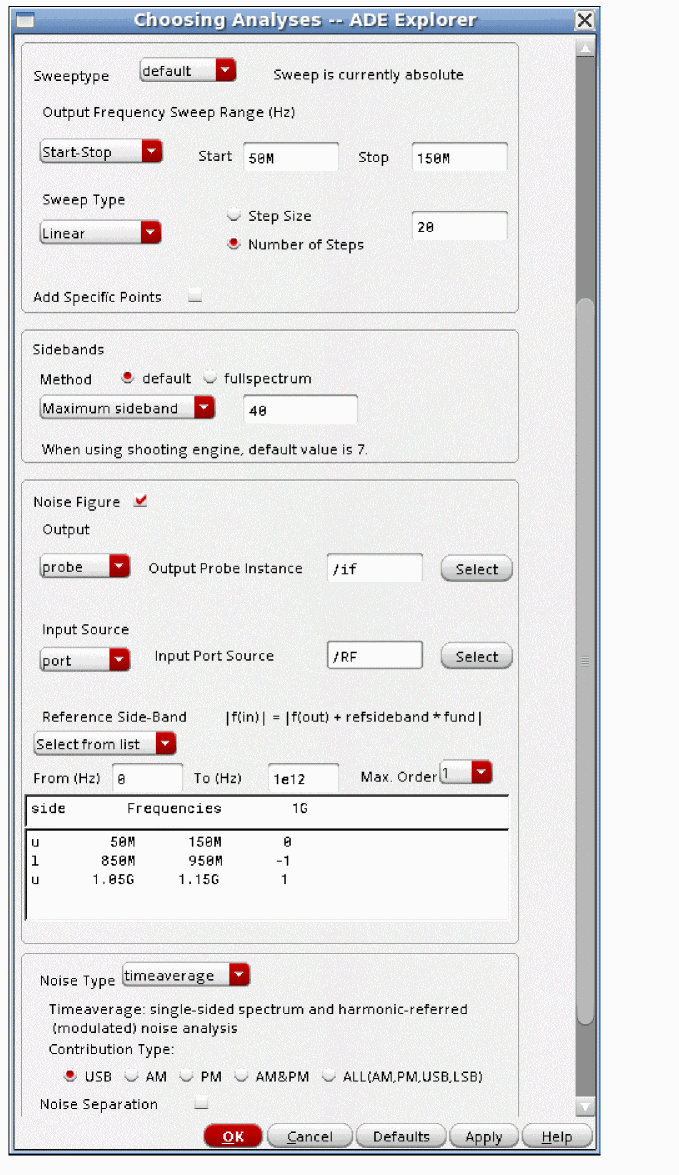 Choosing Analyses -- ADE Explorer
Sweeptype default Sweep is currently absolute
Output Frequency Sweep Range (Hz)
Start-Stop Start 50M Stop 150M
Sweep Type
Linear Step Size 20
Number of Steps
Add Specific Points
Sidebands
Method default fullspectrum
Maximum sideband 40
When using shooting engine, default value is 7.
Noise Figure
Output
probe Output Probe Instance /if Select
Input Source
port Input Port Source /RF Select
Reference Side-Band |f(in)| = |f(out) + refsideband * fund|
Select from list
From (Hz) 0 To (Hz) 1e12 Max. Order 1
side Frequencies 1G
u 50M 150M 0
l 850M 950M -1
u 1.05G 1.15G 1
Noise Type timeaverage
Timeaverage: single-sided spectrum and harmonic-referred
(modulated) noise analysis
Contribution Type:
USB AM PM AM&PM ALL(AM,PM,USB,LSB)
Noise Separation
OK Cancel Defaults Apply Help